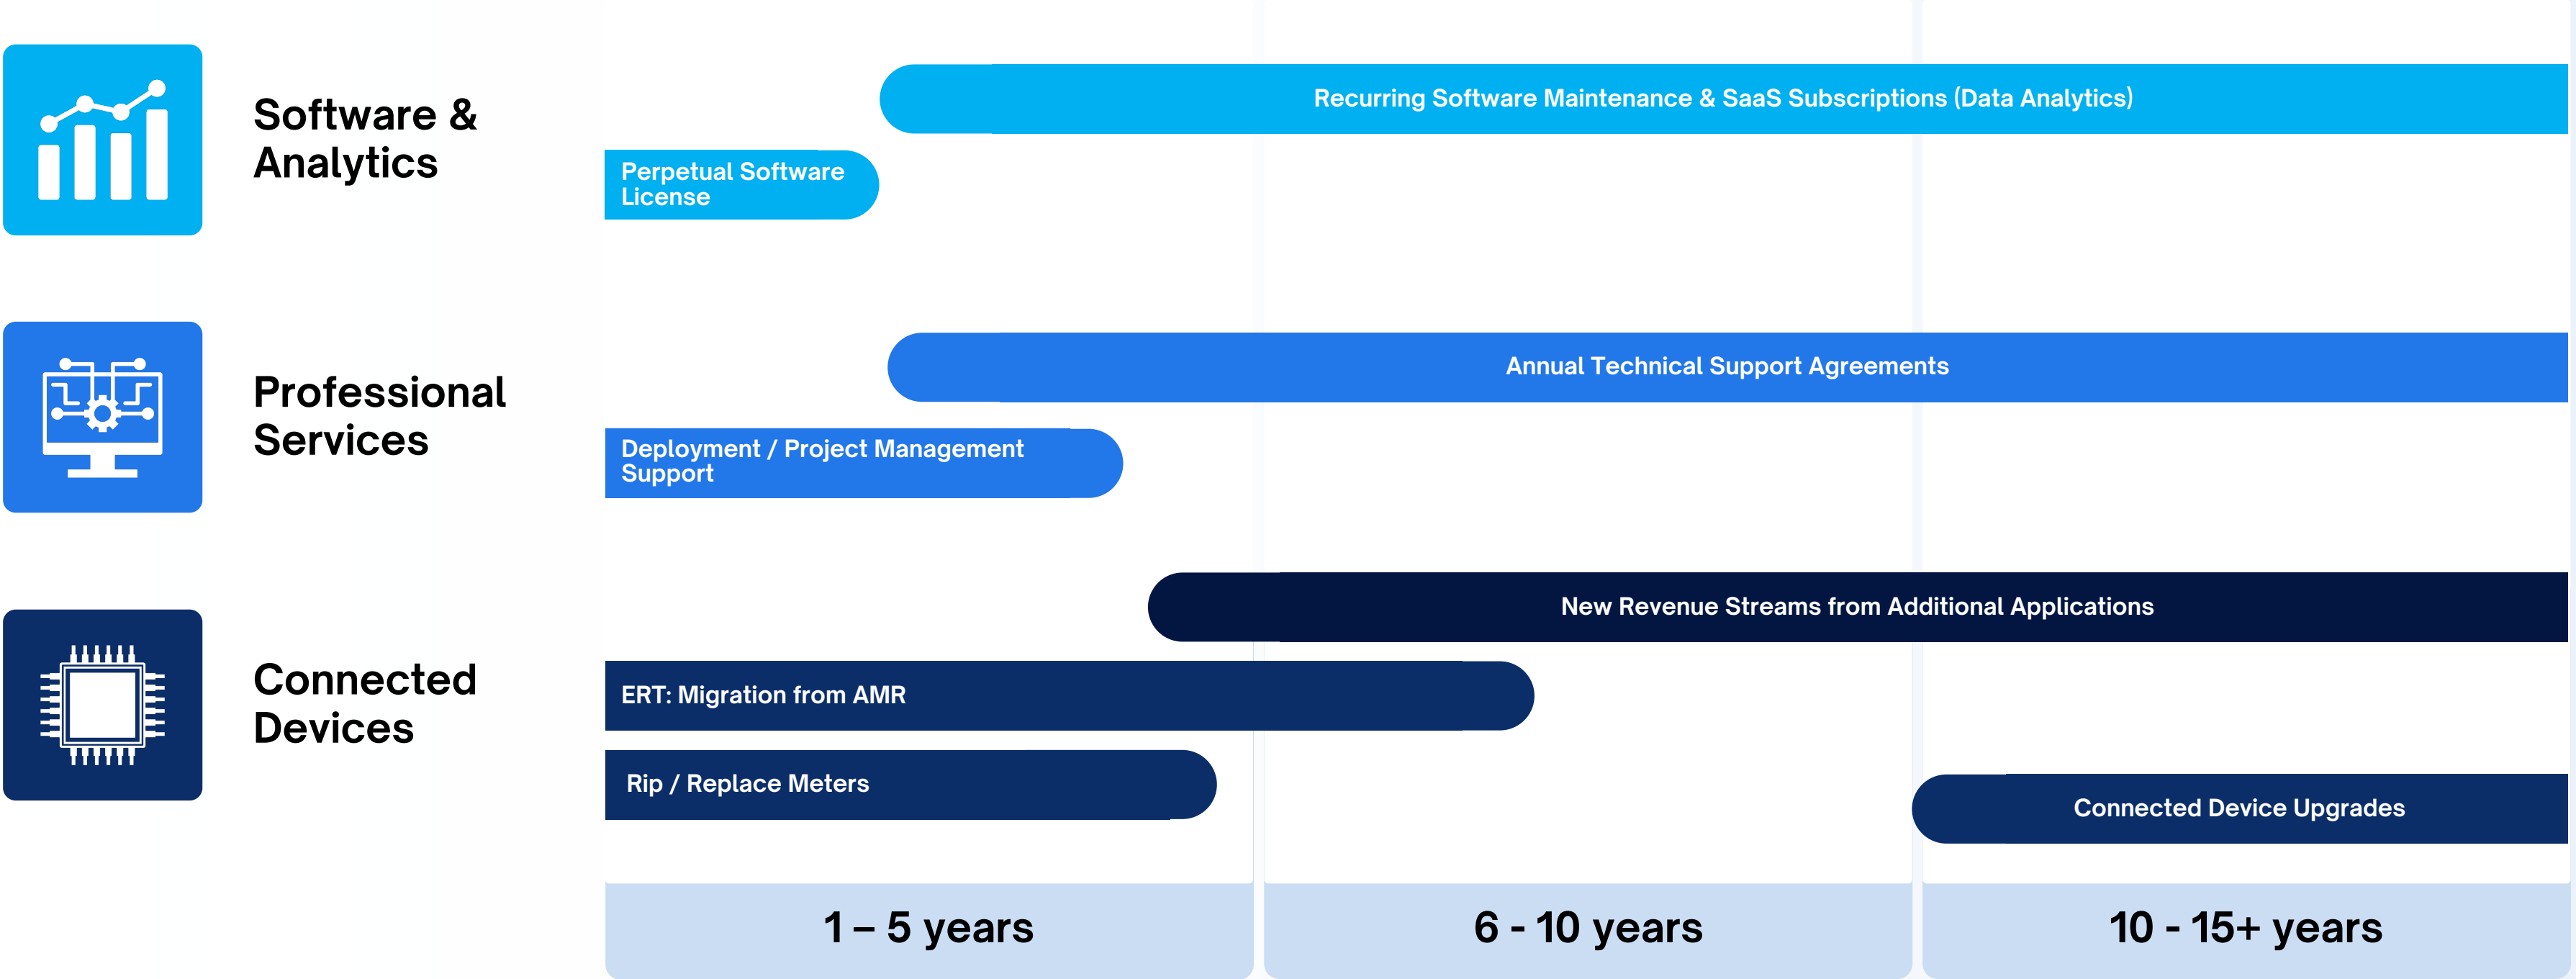 Software &
Analytics
Recurring Software Maintenance & SaaS Subscriptions (Data Analytics)
Perpetual Software
License
Professional
Services
Annual Technical Support Agreements
Deployment / Project Management
Support
Connected
Devices
New Revenue Streams from Additional Applications
ERT: Migration from AMR
Rip / Replace Meters
Connected Device Upgrades
1 – 5 years
6 - 10 years
10 - 15+ years